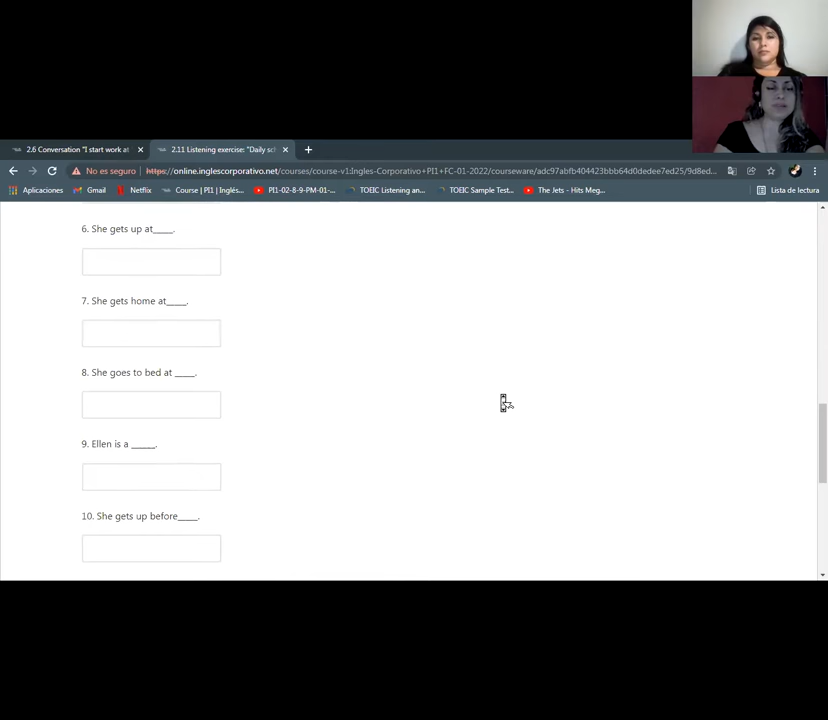 2.6 Conversation "I start work at
2.11 Listening exercise: "Daily sch
No es seguro
https://online.inglescorporativo.net/courses/course-v1:Ingles-Corporativo+PI1+FC-01-2022/courseware/adc97abfb404423bbb64d0dedee7ed25/9d8ed...
Aplicaciones
Gmail
Netflix
Course | PI1 | Inglés...
PI1-02-8-9-PM-01-...
TOEIC Listening an...
TOEIC Sample Test...
The Jets - Hits Meg...
Lista de lectura
6. She gets up at_____.
7. She gets home at_____.
8. She goes to bed at _____.
9. Ellen is a ______.
10. She gets up before_____.